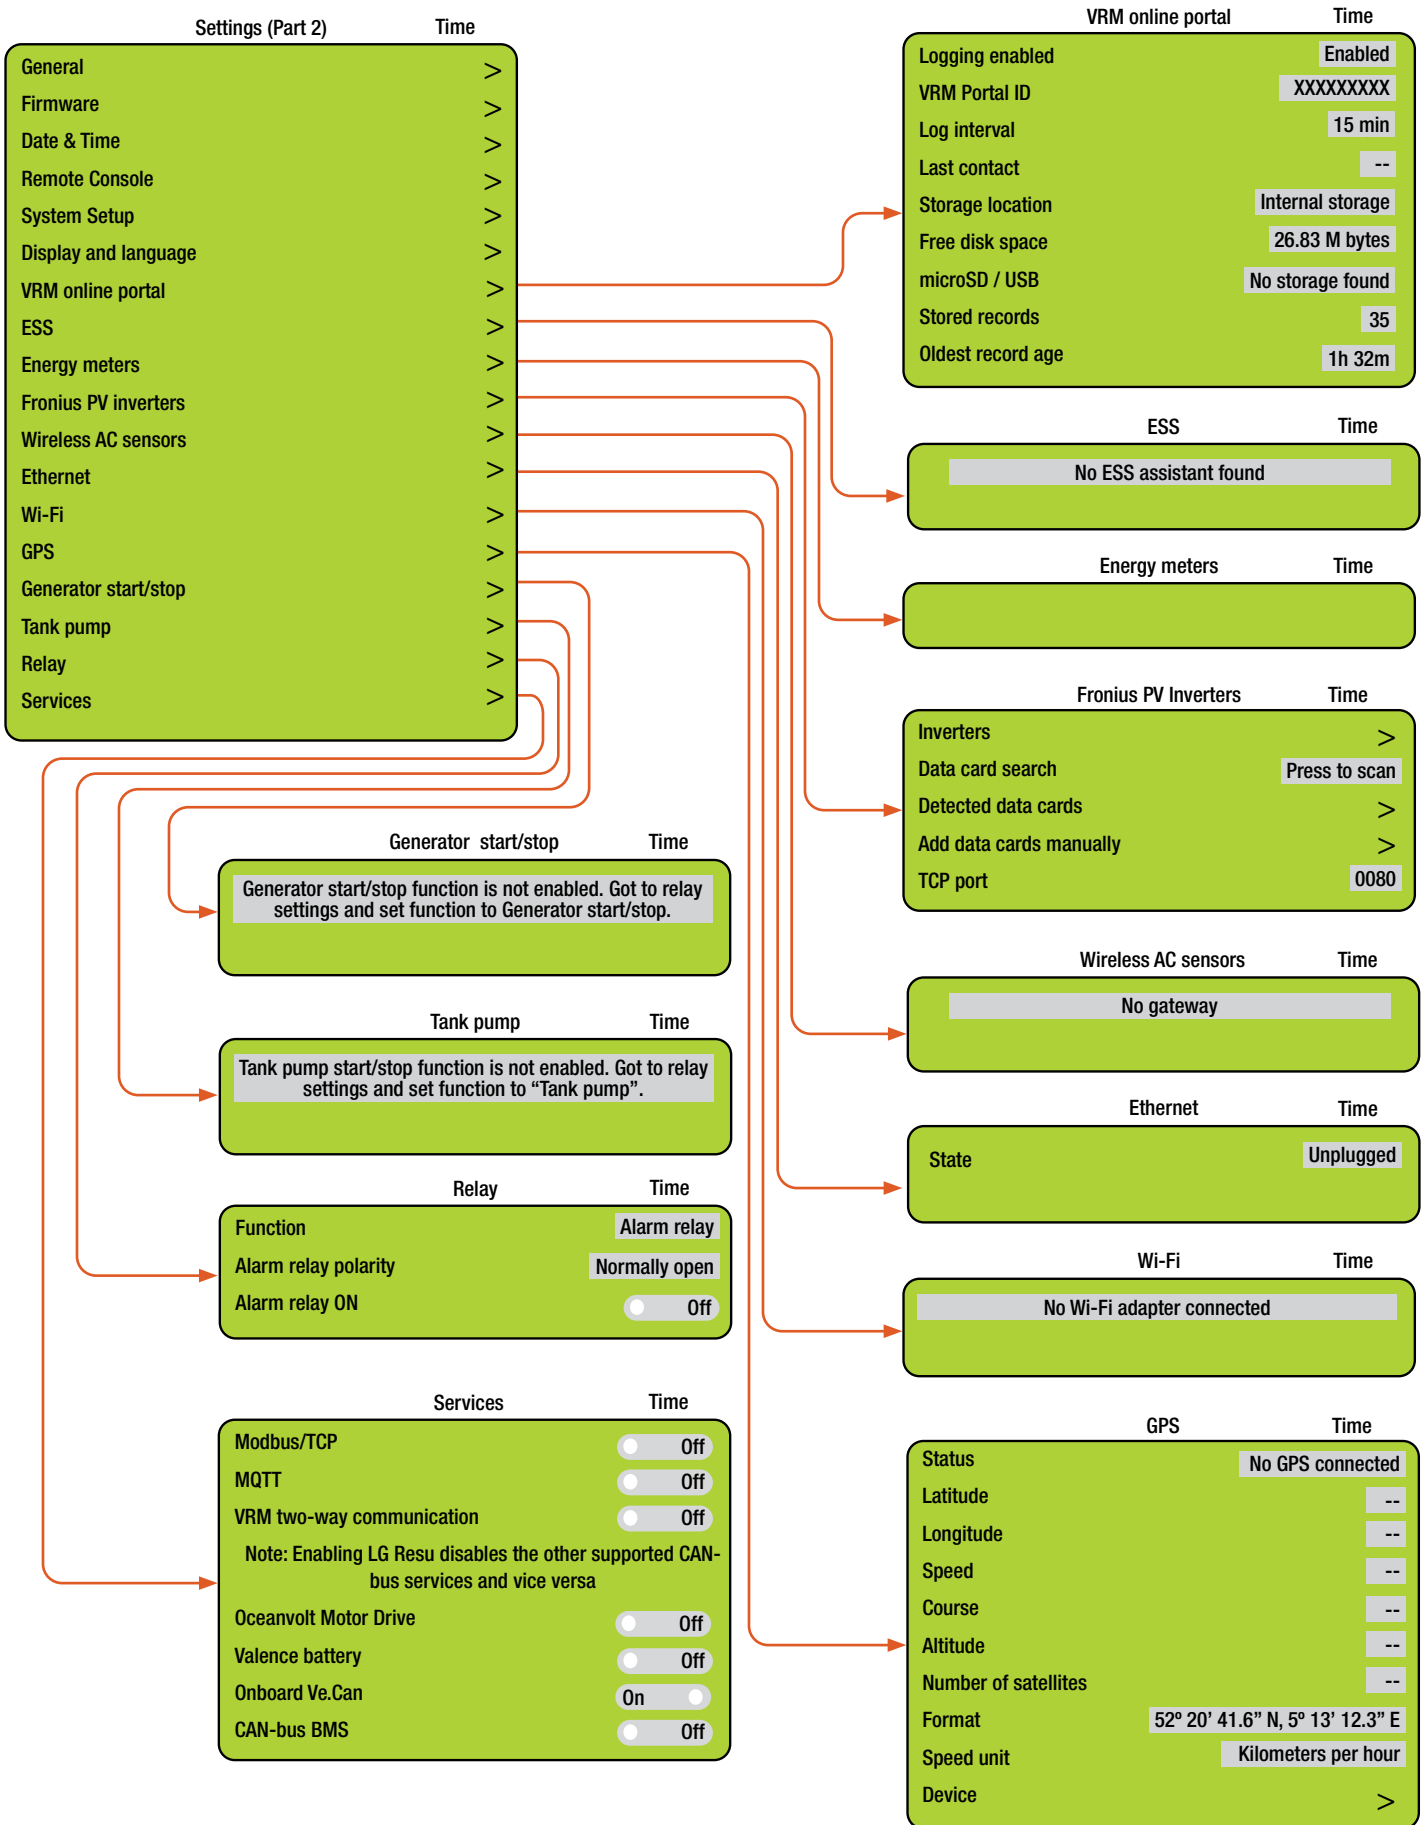 Settings (Part 2) Time
General >
Firmware >
Date & Time >
Remote Console >
System Setup >
Display and language >
VRM online portal >
ESS >
Energy meters >
Fronius PV inverters >
Wireless AC sensors >
Ethernet >
Wi-Fi >
GPS >
Generator start/stop >
Tank pump >
Relay >
Services >
Generator start/stop Time
Generator start/stop function is not enabled. Got to relay
settings and set function to Generator start/stop.
Tank pump Time
Tank pump start/stop function is not enabled. Got to relay
settings and set function to “Tank pump”.
Relay Time
Function Alarm relay
Alarm relay polarity Normally open
Alarm relay ON Off
Services Time
Modbus/TCP Off
MQTT Off
VRM two-way communication Off
Note: Enabling LG Resu disables the other supported CAN-
bus services and vice versa
Oceanvolt Motor Drive Off
Valence battery Off
Onboard Ve.Can On
CAN-bus BMS Off
VRM online portal Time
Logging enabled Enabled
VRM Portal ID XXXXXXXXX
Log interval 15 min
Last contact --
Storage location Internal storage
Free disk space 26.83 M bytes
microSD / USB No storage found
Stored records 35
Oldest record age 1h 32m
ESS Time
No ESS assistant found
Energy meters Time
Fronius PV Inverters Time
Inverters >
Data card search Press to scan
Detected data cards >
Add data cards manually >
TCP port 0080
Wireless AC sensors Time
No gateway
Ethernet Time
State Unplugged
Wi-Fi Time
No Wi-Fi adapter connected
GPS Time
Status No GPS connected
Latitude --
Longitude --
Speed --
Course --
Altitude --
Number of satellites --
Format 52º 20’ 41.6” N, 5º 13’ 12.3” E
Speed unit Kilometers per hour
Device >